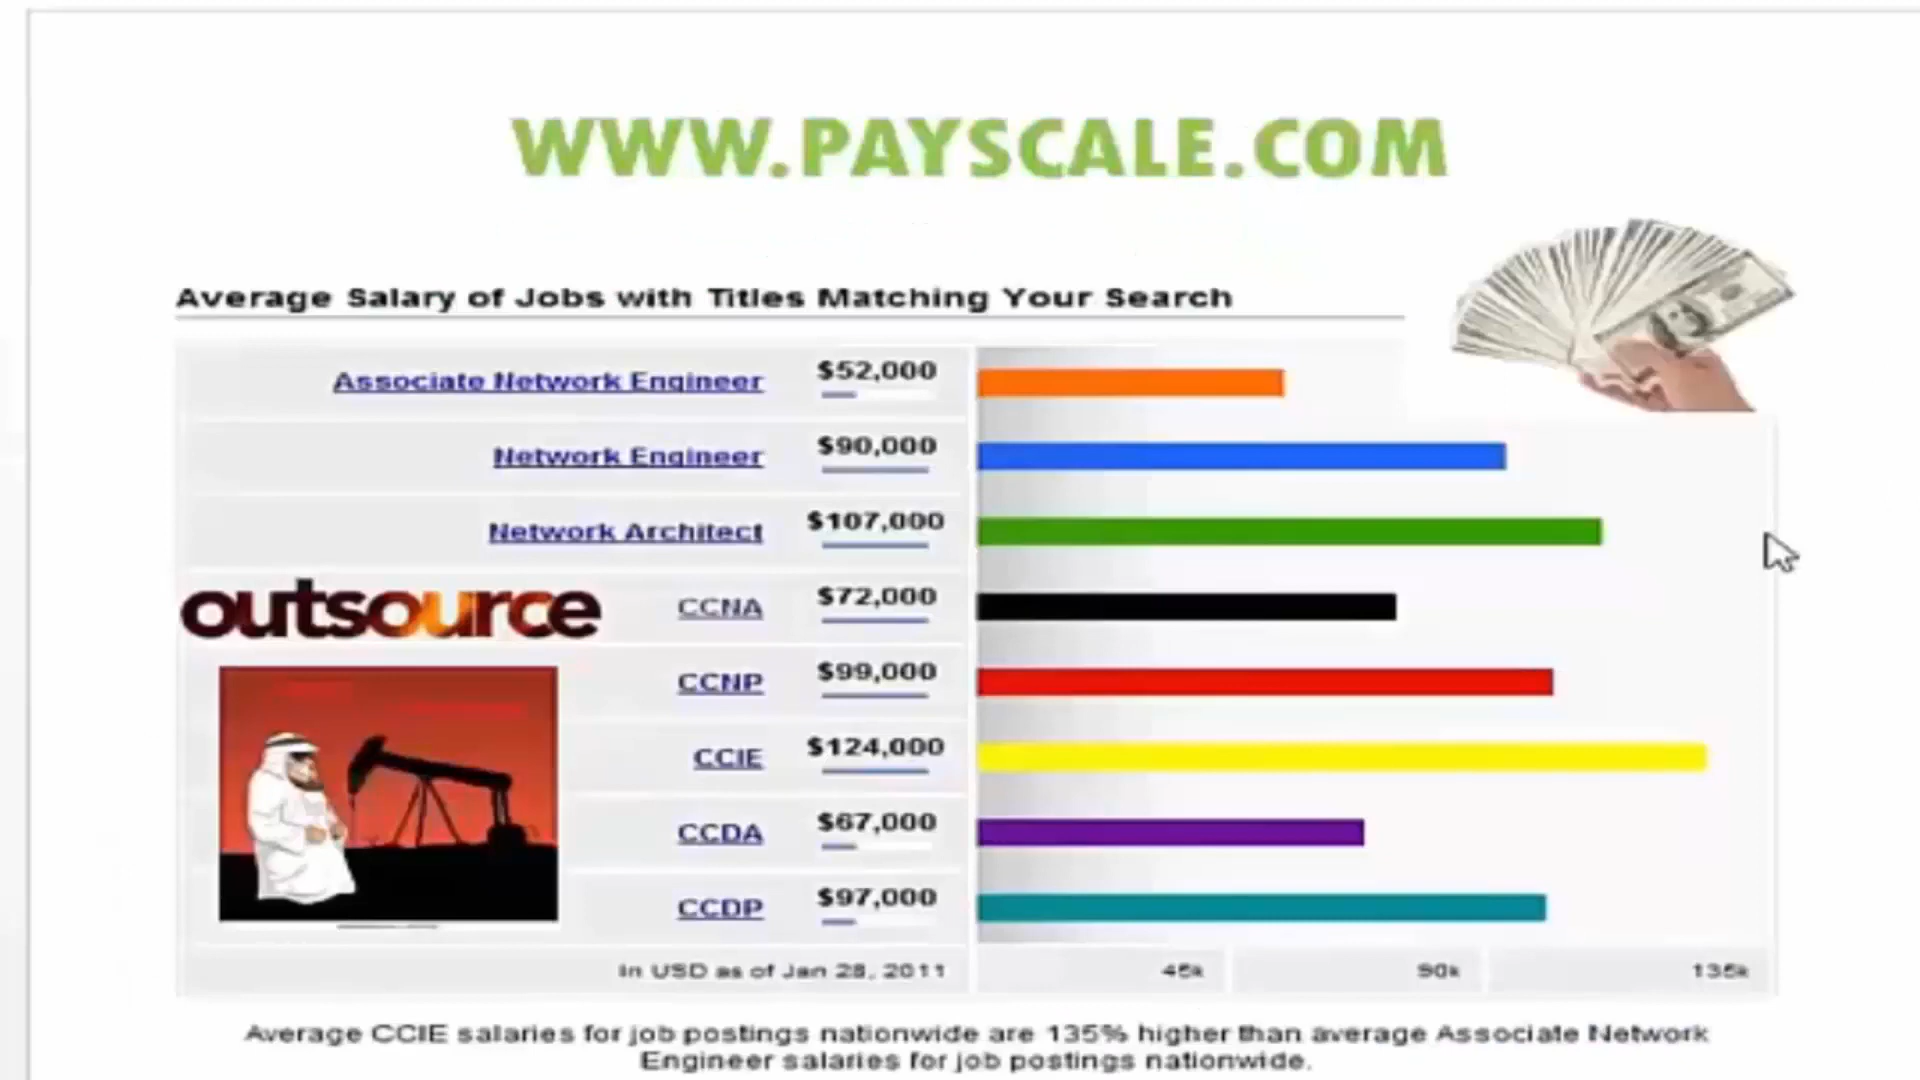 WWW.PAYSCALE.COM
Average Salary of Jobs with Titles Matching Your Search
Associate Network Engineer $52,000
Network Engineer $90,000
Network Architect $107,000
outsource CCNA $72,000
CCNP $99,000
CCIE $124,000
CCDA $67,000
CCDP $97,000
In USD as of Jan 28, 2011 45k 90k 135k
Average CCIE salaries for job postings nationwide are 135% higher than average Associate Network
Engineer salaries for job postings nationwide.